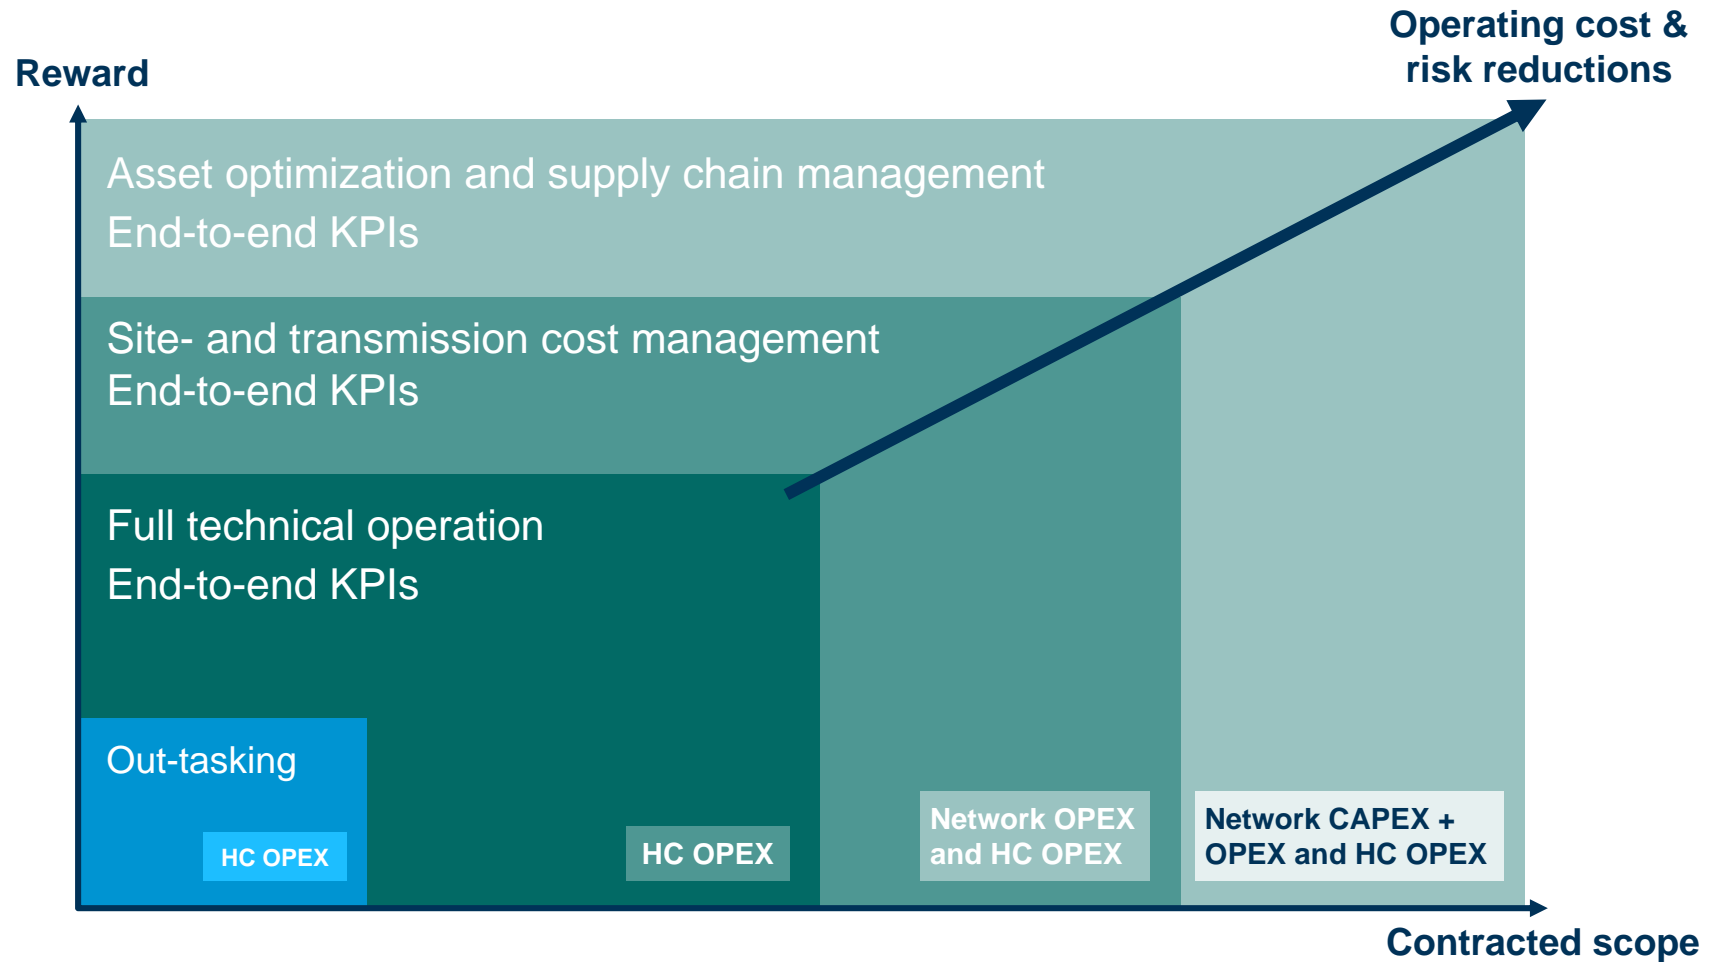 Operating cost &
risk reductions
Reward
Asset optimization and supply chain management
End-to-end KPIs
Site- and transmission cost management
End-to-end KPIs
Full technical operation
End-to-end KPIs
Out-tasking
HC OPEX
HC OPEX
Network OPEX
and HC OPEX
Network CAPEX +
OPEX and HC OPEX
Contracted scope